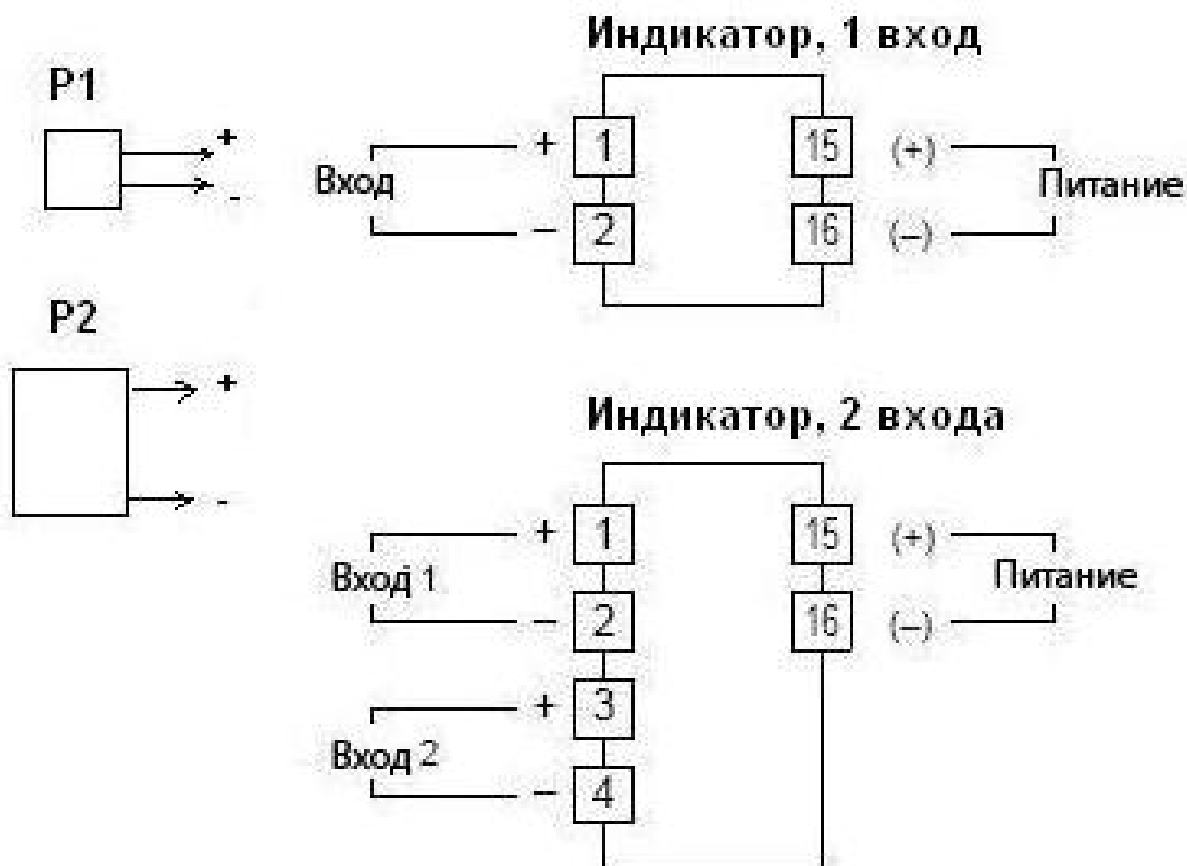 Индикатор, 1 вход
P1
+
-
Вход
+ 1
− 2
15 (+)
16 (−)
Питание
P2
+
-
Индикатор, 2 входа
Вход 1
+ 1
− 2
15 (+)
16 (−)
Питание
Вход 2
+ 3
− 4